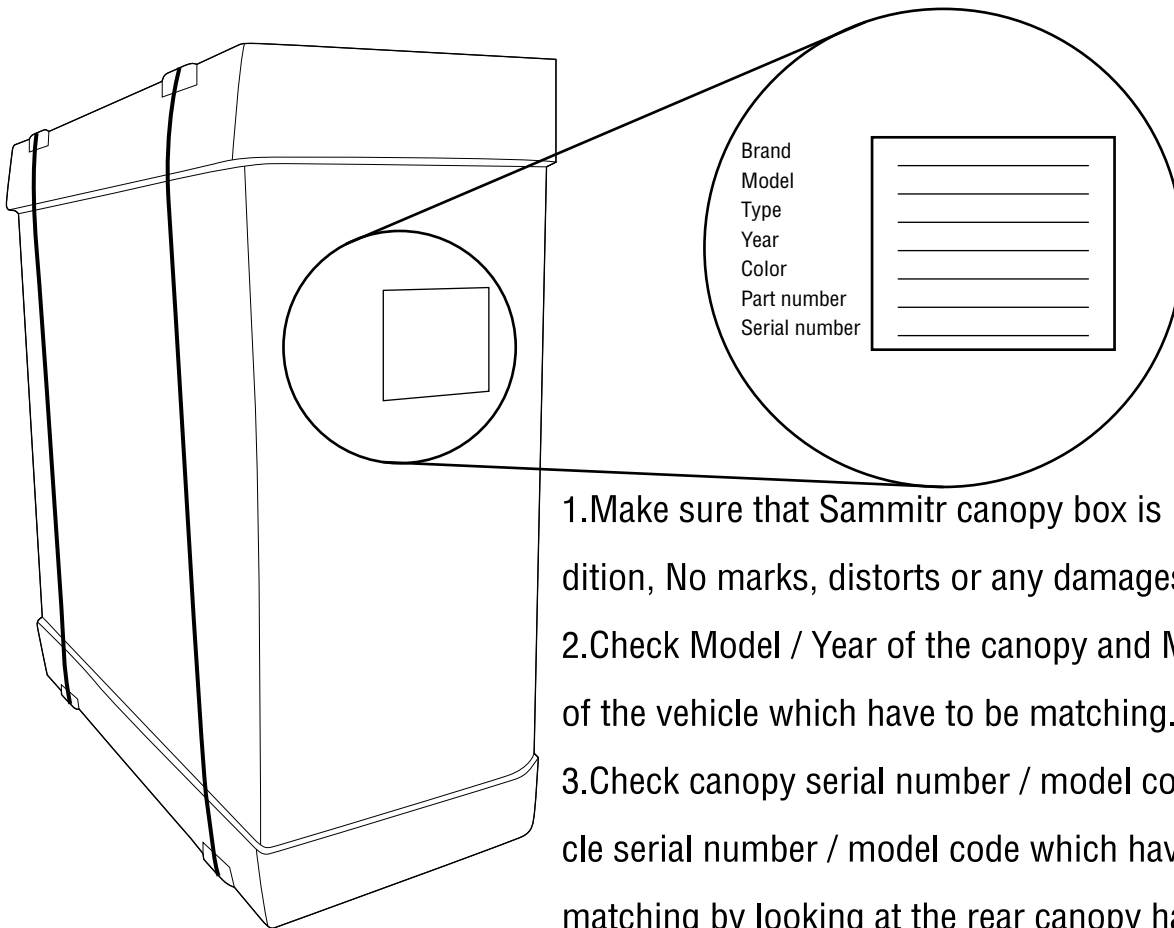 Brand
Model
Type
Year
Color
Part number
Serial number
1.Make sure that Sammitr canopy box is
dition, No marks, distorts or any damages
2.Check Model / Year of the canopy and
of the vehicle which have to be matching.
3.Check canopy serial number / model
cle serial number / model code which
matching by looking at the rear canopy